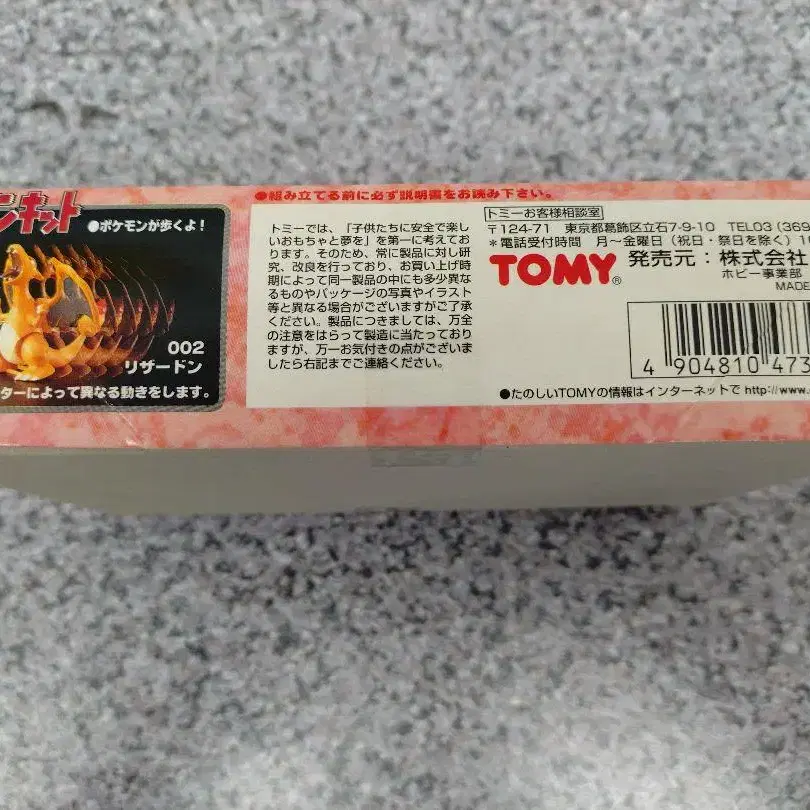 ンキット
●ポケモンが歩くよ！
002
リザードン
ターによって異なる動きをします。
●組み立てる前に必ず説明書をお読み下さい。
トミーでは、「子供たちに安全で楽し
いおもちゃと夢を」を第一に考えてお
ります。そのため、常に製品に対し研
究、改良を行っており、お買い上げ時
期によって同一製品の中にも多少異な
るものやパッケージの写真やイラスト
等と異なる場合がございますがご了承
ください。製品につきましては、万全
の注意をはらって製造に当たっており
ますが、万一お気付きの点がございま
したら右記までご連絡ください。
トミーお客様相談室
〒124-71 東京都葛飾区立石7-9-10 TEL03 (369
＊電話受付時間 月〜金曜日 (祝日・祭日を除く) 1
TOMY® 発売元：株式会社
ホビー事業部
MADE
4 904810 473
●たのしいTOMYの情報はインターネットで http://www.